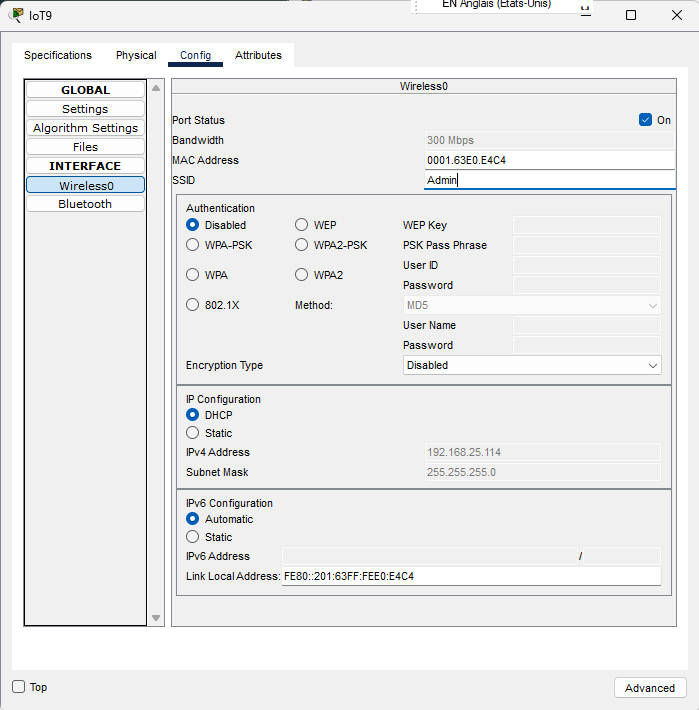 EN Anglais (États-Unis)
IoT9
Specifications Physical Config Attributes
GLOBAL
Settings
Algorithm Settings
Files
INTERFACE
Wireless0
Bluetooth
Wireless0
Port Status On
Bandwidth 300 Mbps
MAC Address 0001.63E0.E4C4
SSID Admin
Authentication
Disabled WEP WEP Key
WPA-PSK WPA2-PSK PSK Pass Phrase
User ID
WPA WPA2
Password
802.1X Method: MD5
User Name
Password
Encryption Type Disabled
IP Configuration
DHCP
Static
IPv4 Address 192.168.25.114
Subnet Mask 255.255.255.0
IPv6 Configuration
Automatic
Static
IPv6 Address /
Link Local Address: FE80::201:63FF:FEE0:E4C4
Top Advanced